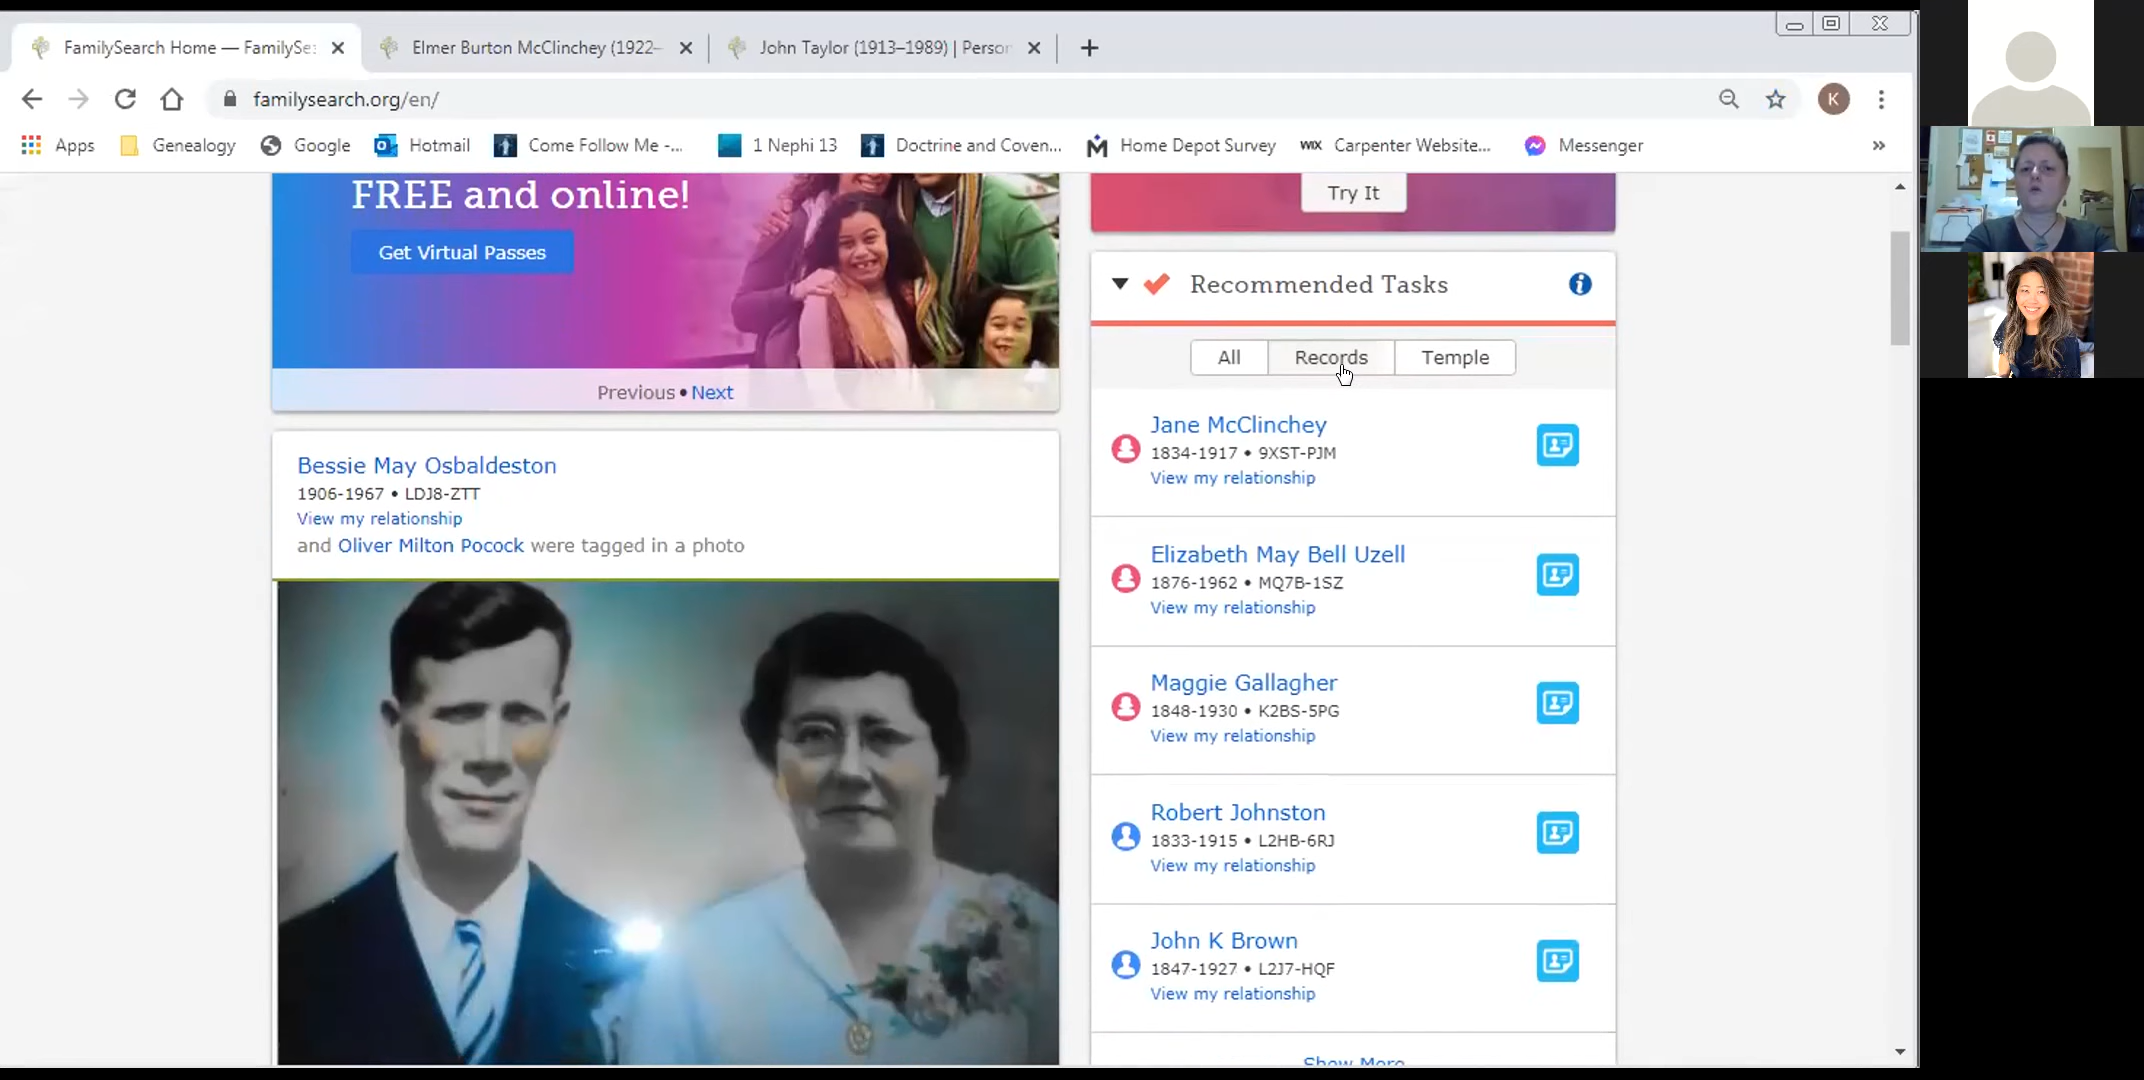 FamilySearch Home — FamilySe
Elmer Burton McClinchey (1922–
John Taylor (1913–1989) | Person
familysearch.org/en/
K
Apps
Genealogy
Google
Hotmail
Come Follow Me -...
1 Nephi 13
Doctrine and Coven...
Home Depot Survey
WIX Carpenter Website...
Messenger
»
FREE and online!
Get Virtual Passes
Previous • Next
Bessie May Osbaldeston
1906-1967 • LDJ8-ZTT
View my relationship
and Oliver Milton Pocock were tagged in a photo
Try It
Recommended Tasks
All
Records
Temple
Jane McClinchey
1834-1917 • 9XST-PJM
View my relationship
Elizabeth May Bell Uzell
1876-1962 • MQ7B-1SZ
View my relationship
Maggie Gallagher
1848-1930 • K2BS-5PG
View my relationship
Robert Johnston
1833-1915 • L2HB-6RJ
View my relationship
John K Brown
1847-1927 • L2J7-HQF
View my relationship
Show More